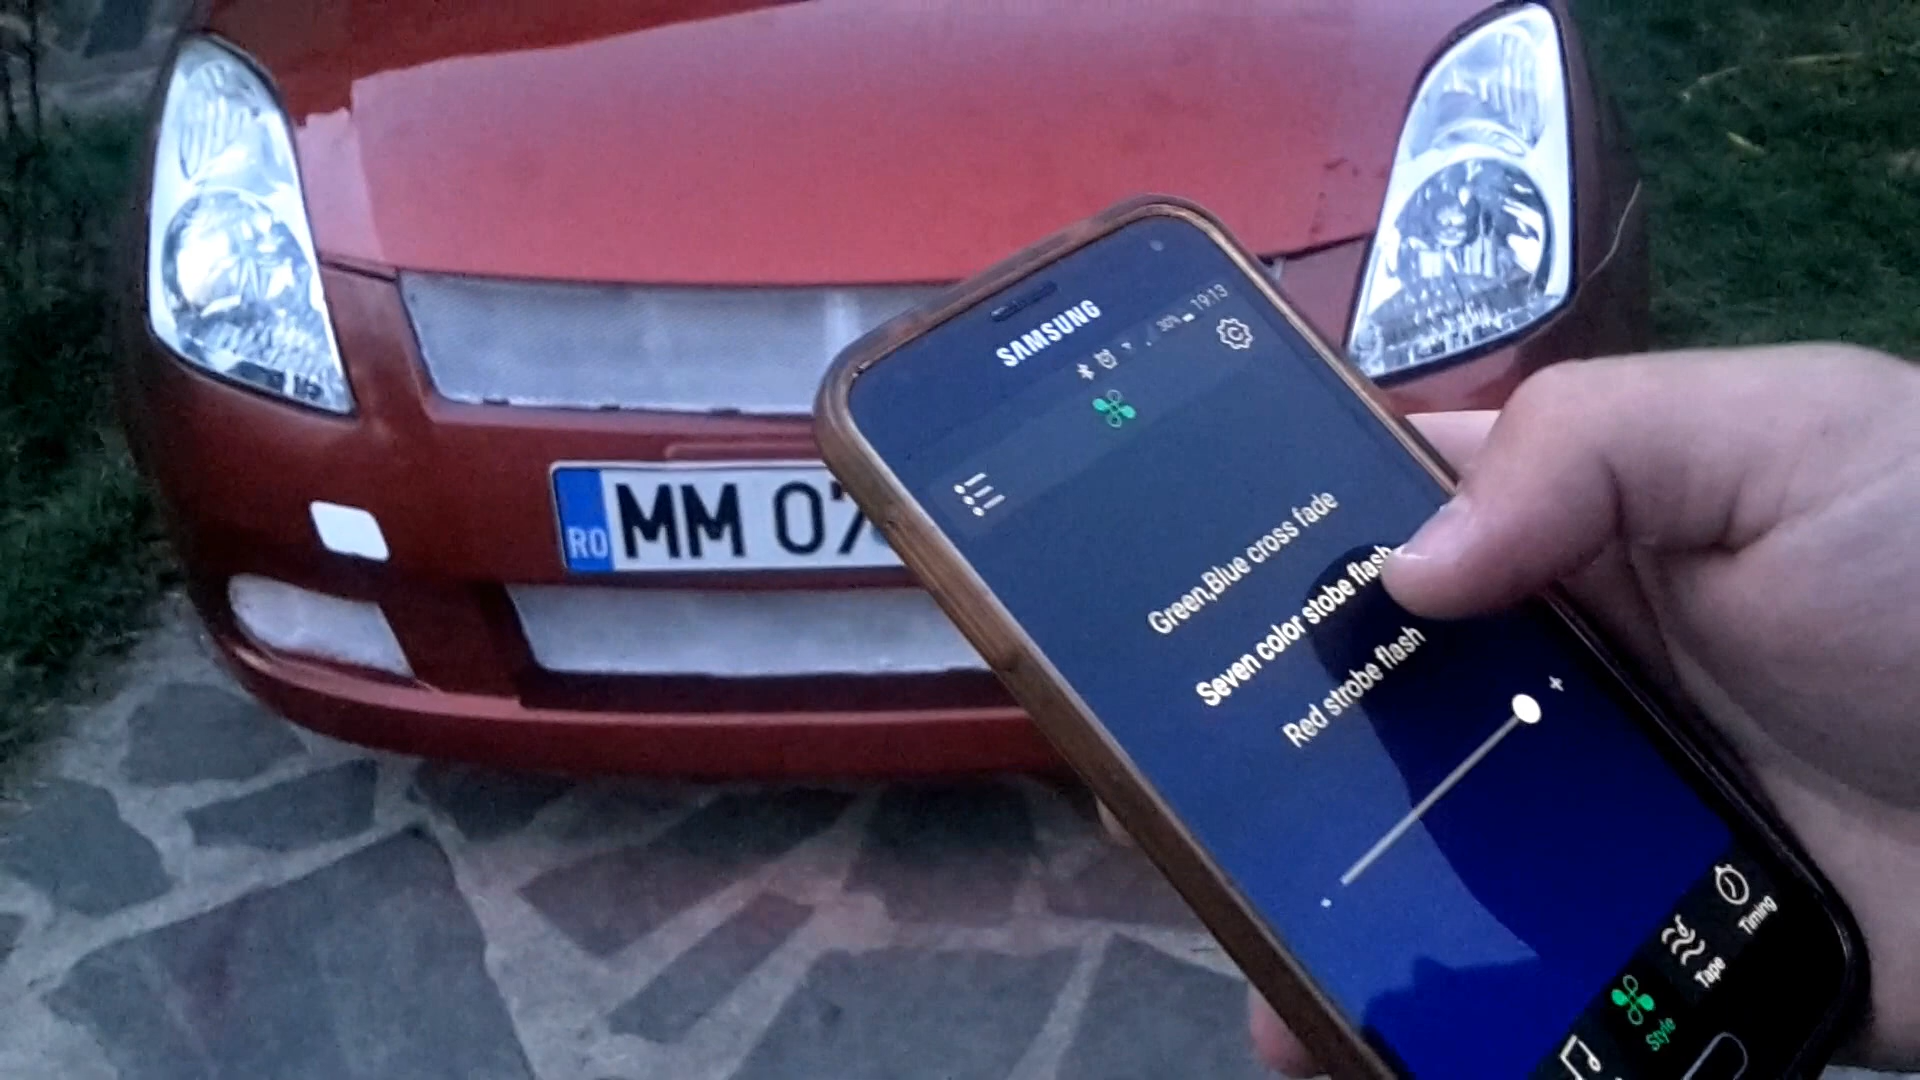 RO
MM 07
SAMSUNG
30% 19:13
Green,Blue cross fade
Seven color stobe flash
Red strobe flash
+
-
Timing
Tape
Style